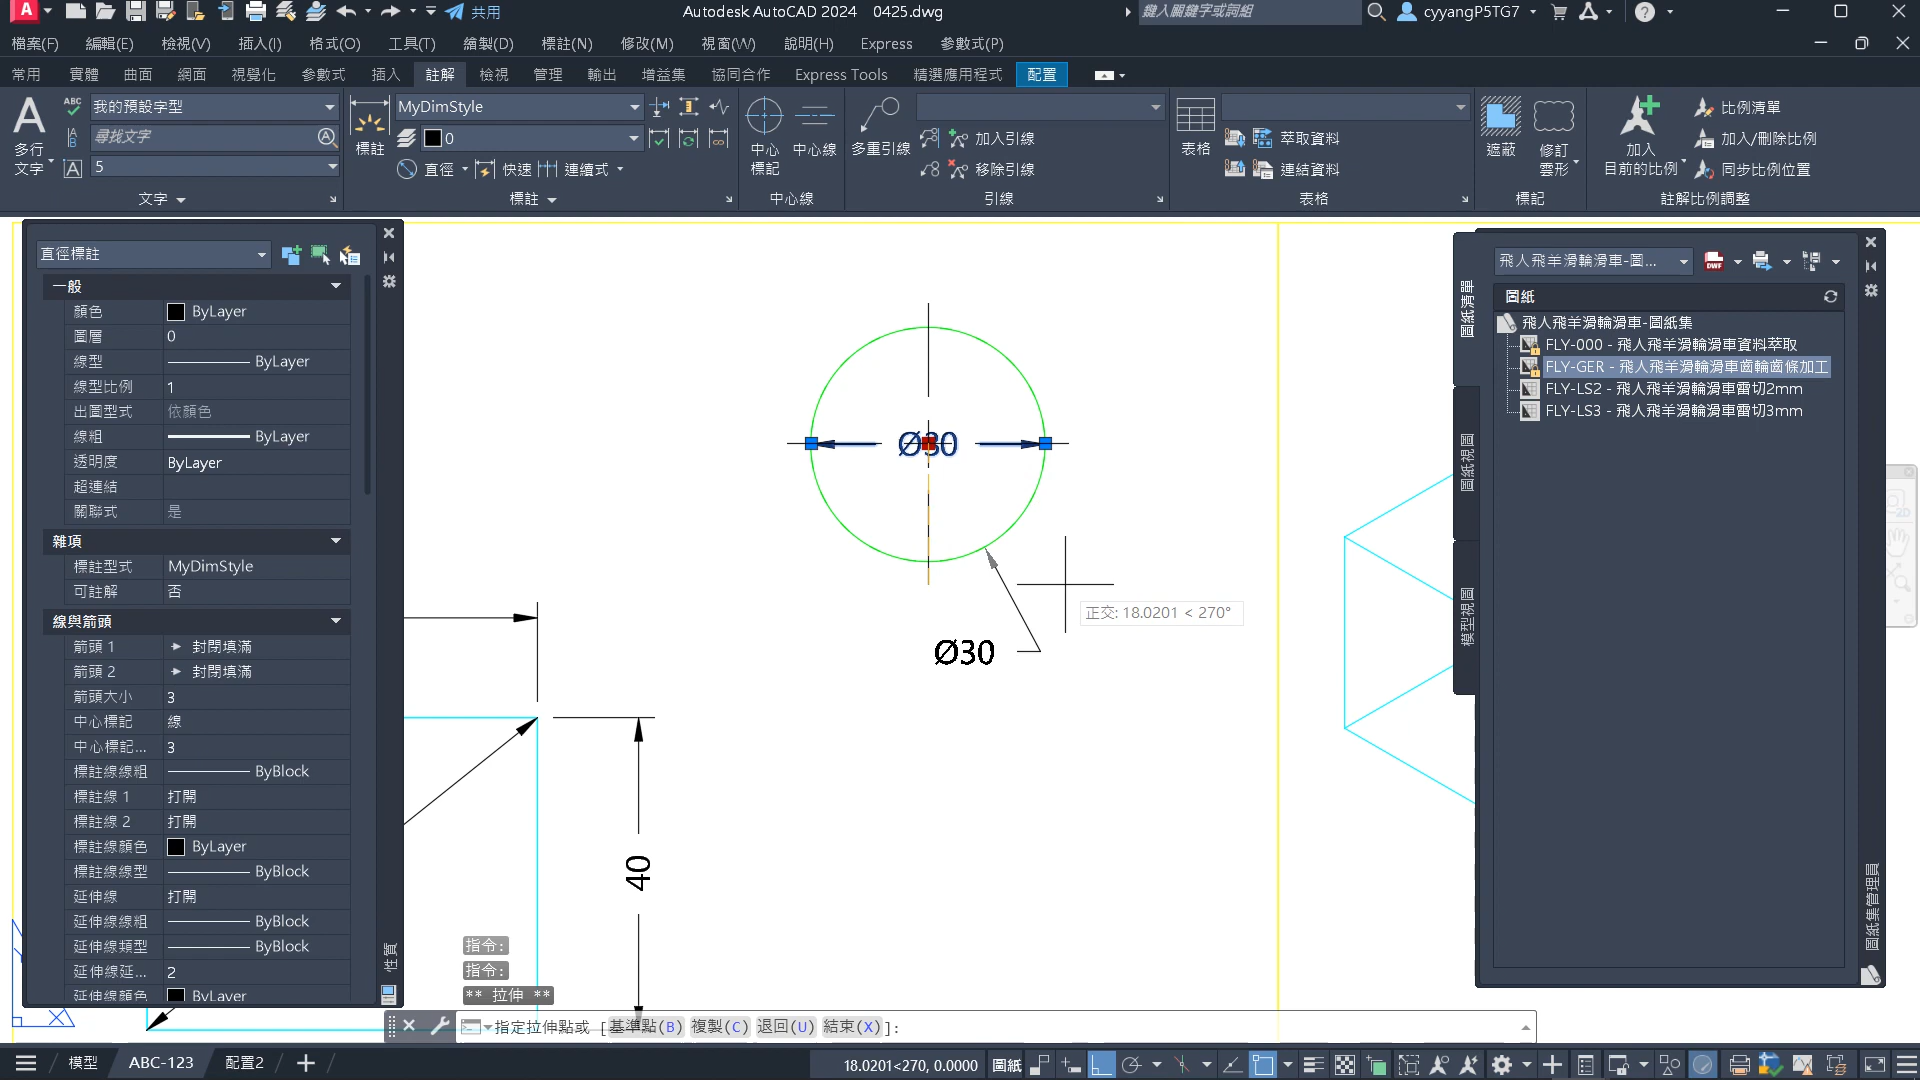 共用
Autodesk AutoCAD 2024 0425.dwg
鍵入關鍵字或詞組
cyyangP5TG7
檔案(F) 編輯(E) 檢視(V) 插入(I) 格式(O) 工具(T) 繪製(D) 標註(N) 修改(M) 視窗(W) 說明(H) Express 參數式(P)
常用 實體 曲面 網面 視覺化 參數式 插入 註解 檢視 管理 輸出 增益集 協同合作 Express Tools 精選應用程式 配置
多行
文字
我的預設字型
尋找文字
5
文字
標註
MyDimStyle
0
直徑 快速 連續式
標註
中心
標記
中心線
中心線
多重引線
加入引線
移除引線
引線
表格
萃取資料
連結資料
表格
遮蔽
修訂
雲形
標記
加入
目前的比例
比例清單
加入/刪除比例
同步比例位置
註解比例調整
直徑標註
一般
顏色 ByLayer
圖層 0
線型 ByLayer
線型比例 1
出圖型式 依顏色
線粗 ByLayer
透明度 ByLayer
超連結
關聯式 是
雜項
標註型式 MyDimStyle
可註解 否
線與箭頭
箭頭 1 封閉填滿
箭頭 2 封閉填滿
箭頭大小 3
中心標記 線
中心標記... 3
標註線線粗 ByBlock
標註線 1 打開
標註線 2 打開
標註線顏色 ByLayer
標註線線型 ByBlock
延伸線 打開
延伸線線粗 ByBlock
延伸線類型 ByBlock
延伸線延... 2
延伸線顏色 ByLayer
性質
Ø30
正交: 18.0201 < 270°
Ø30
40
飛人飛羊滑輪滑車-圖...
圖紙
飛人飛羊滑輪滑車-圖紙集
FLY-000 - 飛人飛羊滑輪滑車資料萃取
FLY-GER - 飛人飛羊滑輪滑車齒輪齒條加工
FLY-LS2 - 飛人飛羊滑輪滑車雷切2mm
FLY-LS3 - 飛人飛羊滑輪滑車雷切3mm
圖紙清單
圖紙視圖
模型視圖
圖紙集管理員
指令:
指令:
** 拉伸 **
指定拉伸點或 [基準點(B) 複製(C) 退回(U) 結束(X)]:
模型 ABC-123 配置2
18.0201<270, 0.0000 圖紙